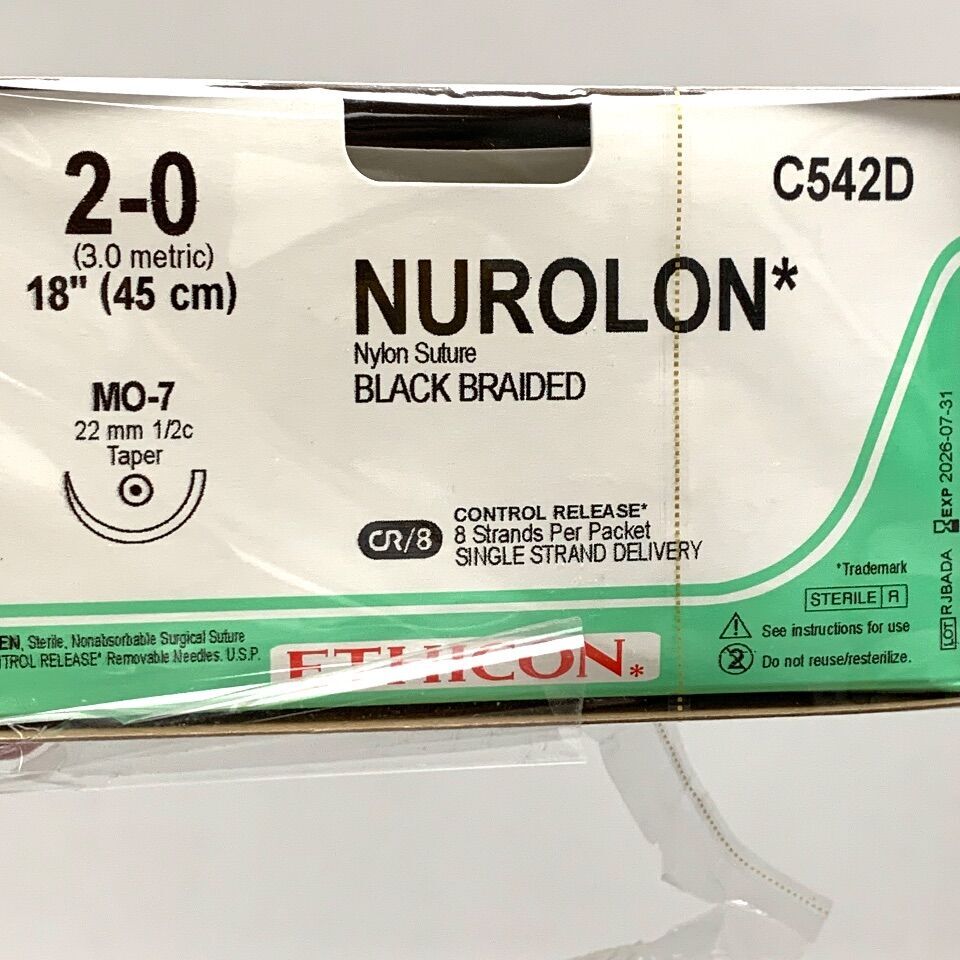 2-0
(3.0 metric)
18" (45 cm)
MO-7
22 mm 1/2c
Taper
C542D
NUROLON*
Nylon Suture
BLACK BRAIDED
CR/8
CONTROL RELEASE*
8 Strands Per Packet
SINGLE STRAND DELIVERY
EN, Sterile, Nonabsorbable Surgical Suture
TROL RELEASE* Removable Needles. U.S.P.
ETHICON*
*Trademark
STERILE R
See instructions for use
2
Do not reuse/resterilize.
LOT RJBADA EXP 2026-07-31